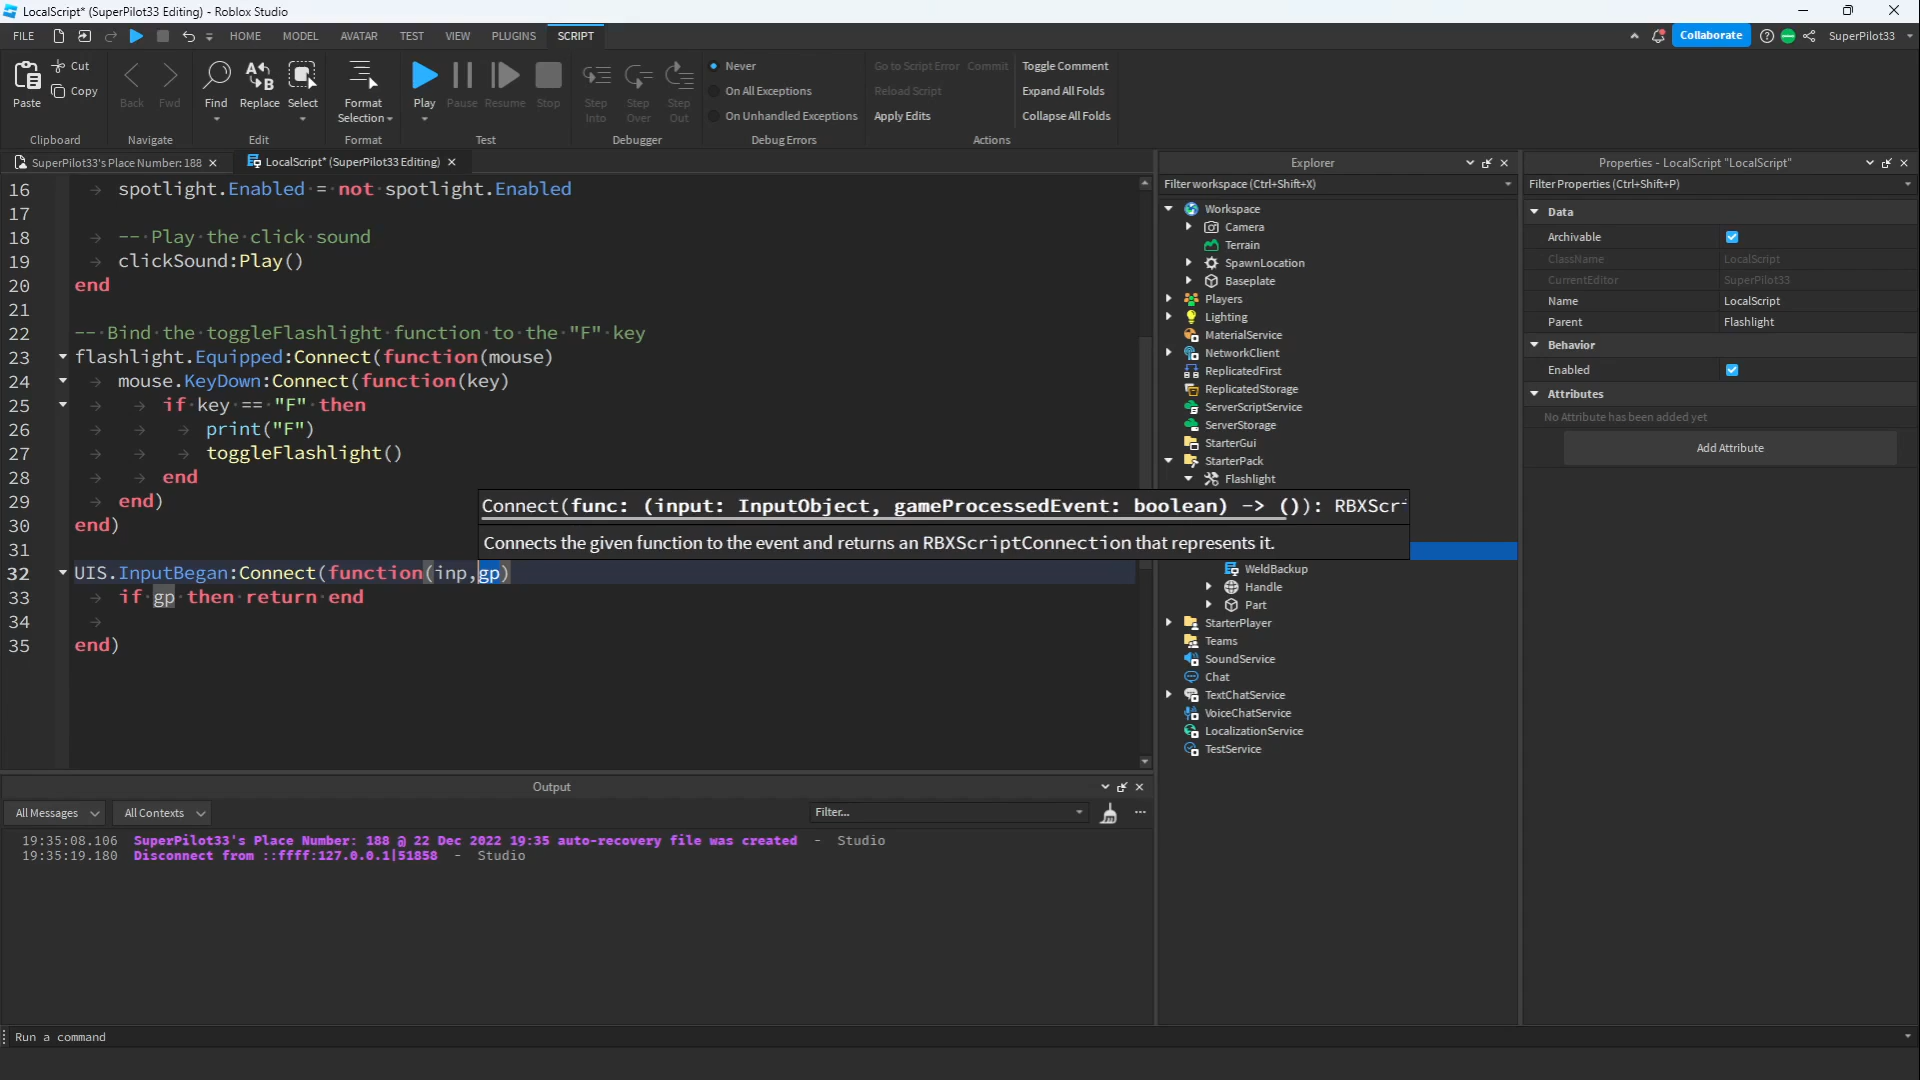 LocalScript* (SuperPilot33 Editing) - Roblox Studio
FILE HOME MODEL AVATAR TEST VIEW PLUGINS SCRIPT Collaborate SuperPilot33
Paste Cut Copy Back Fwd Find Replace Select Format Selection Play Pause Resume Stop Step Into Step Over Step Out
Never Go to Script Error Commit Toggle Comment
On All Exceptions Reload Script Expand All Folds
On Unhandled Exceptions Apply Edits Collapse All Folds
Clipboard Navigate Edit Format Test Debugger Debug Errors Actions
SuperPilot33's Place Number: 188 LocalScript* (SuperPilot33 Editing)
16 spotlight.Enabled = not spotlight.Enabled
17
18 -- Play the click sound
19 clickSound:Play()
20 end
21
22 -- Bind the toggleFlashlight function to the "F" key
23 flashlight.Equipped:Connect(function(mouse)
24 mouse.KeyDown:Connect(function(key)
25 if key == "F" then
26 print("F")
27 toggleFlashlight()
28 end
29 end)
30 end)
31
Connect(func: (input: InputObject, gameProcessedEvent: boolean) -> ()): RBXScr
Connects the given function to the event and returns an RBXScriptConnection that represents it.
32 UIS.InputBegan:Connect(function(inp,gp)
33 if gp then return end
34
35 end)
Explorer
Filter workspace (Ctrl+Shift+X)
Workspace
Camera
Terrain
SpawnLocation
Baseplate
Players
Lighting
MaterialService
NetworkClient
ReplicatedFirst
ReplicatedStorage
ServerScriptService
ServerStorage
StarterGui
StarterPack
Flashlight
WeldBackup
Handle
Part
StarterPlayer
Teams
SoundService
Chat
TextChatService
VoiceChatService
LocalizationService
TestService
Properties - LocalScript "LocalScript"
Filter Properties (Ctrl+Shift+P)
Data
Archivable
ClassName LocalScript
CurrentEditor SuperPilot33
Name LocalScript
Parent Flashlight
Behavior
Enabled
Attributes
No Attribute has been added yet
Add Attribute
Output
All Messages All Contexts Filter...
19:35:08.106 SuperPilot33's Place Number: 188 @ 22 Dec 2022 19:35 auto-recovery file was created - Studio
19:35:19.180 Disconnect from ::ffff:127.0.0.1|51858 - Studio
Run a command